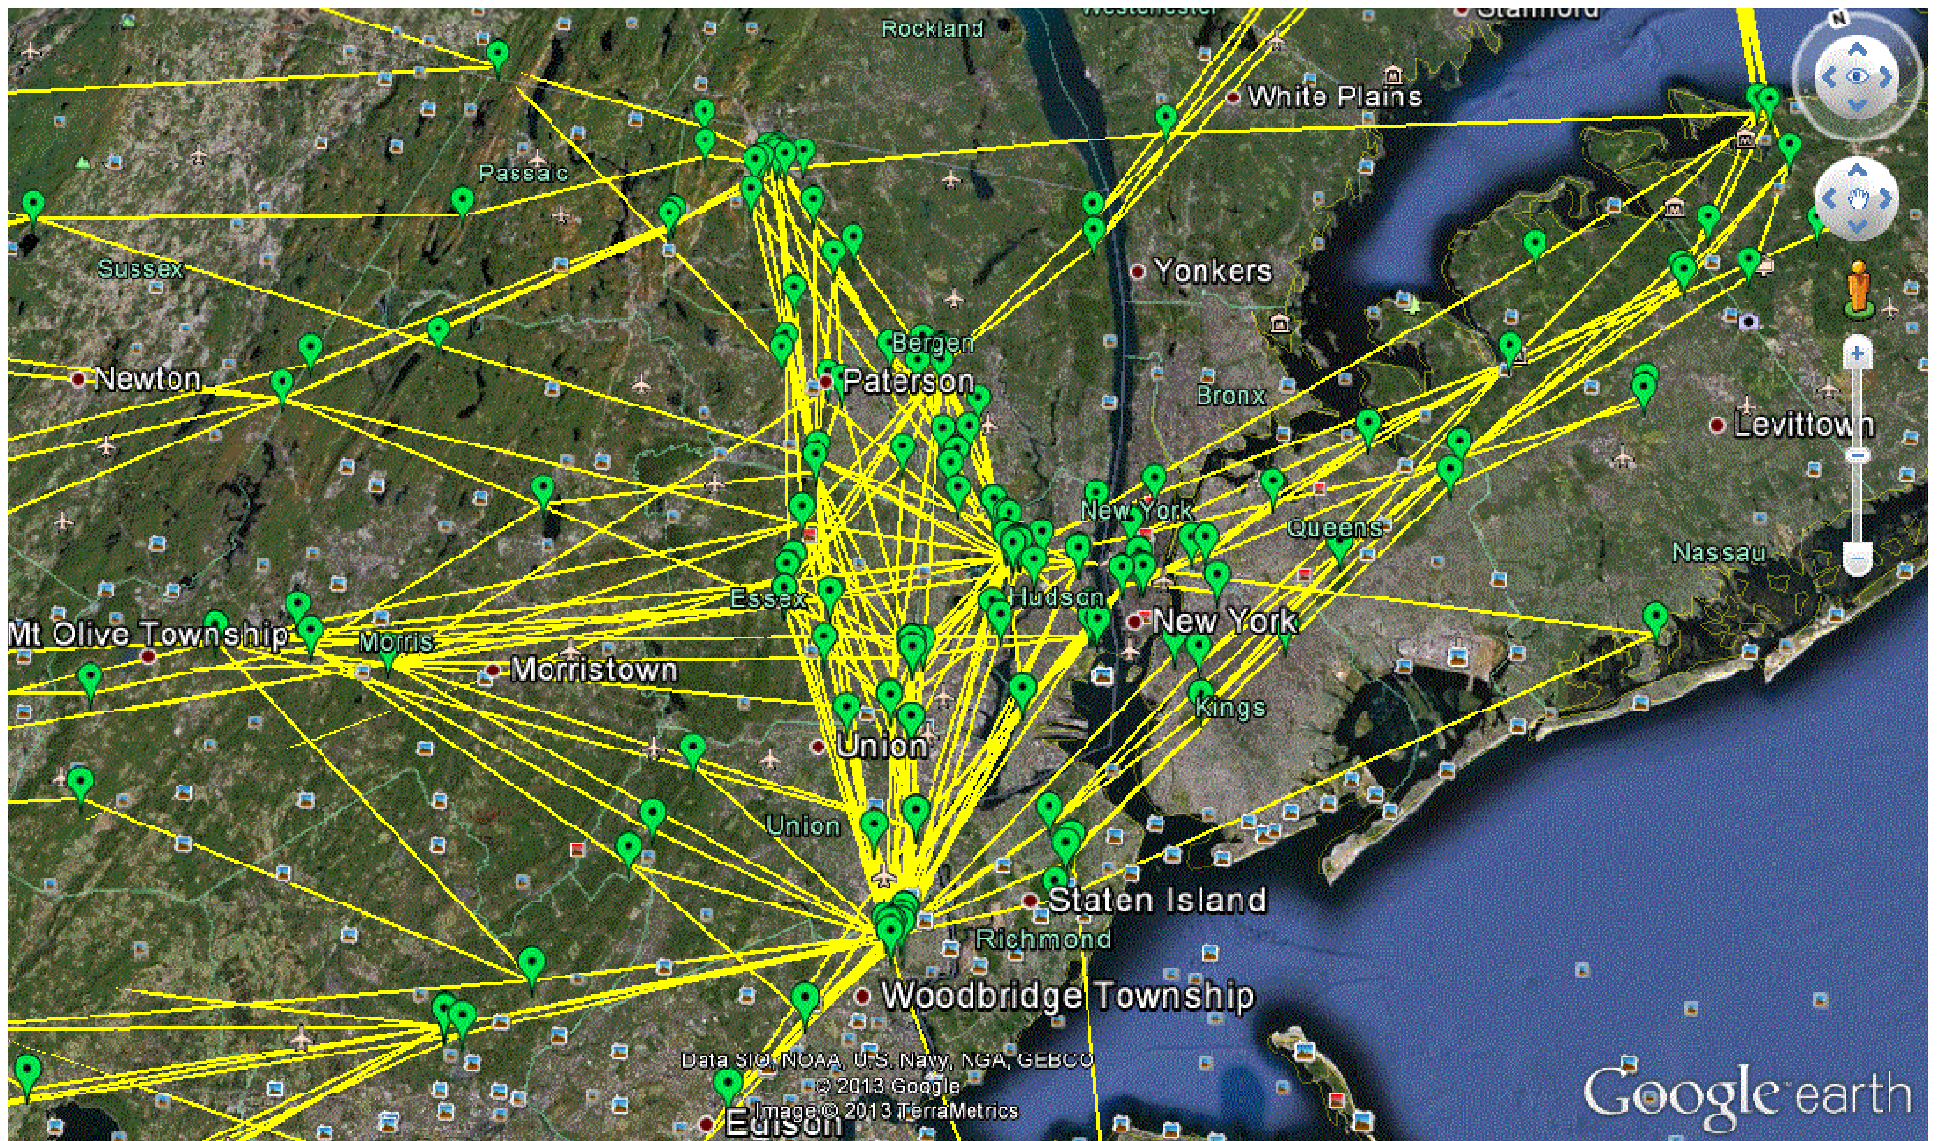 Westchester
Stamford
Rockland
N
White Plains
Passaic
Sussex
Yonkers
Bergen
Newton
Paterson
Bronx
Levittown
New York
Queens
Nassau
Essex
Hudson
New York
Mt Olive Township
Morris
Morristown
Kings
Union
Union
Staten Island
Richmond
Woodbridge Township
Data SIO, NOAA, U.S. Navy, NGA, GEBCO
© 2013 Google
Image © 2013 TerraMetrics
Edison
Google earth